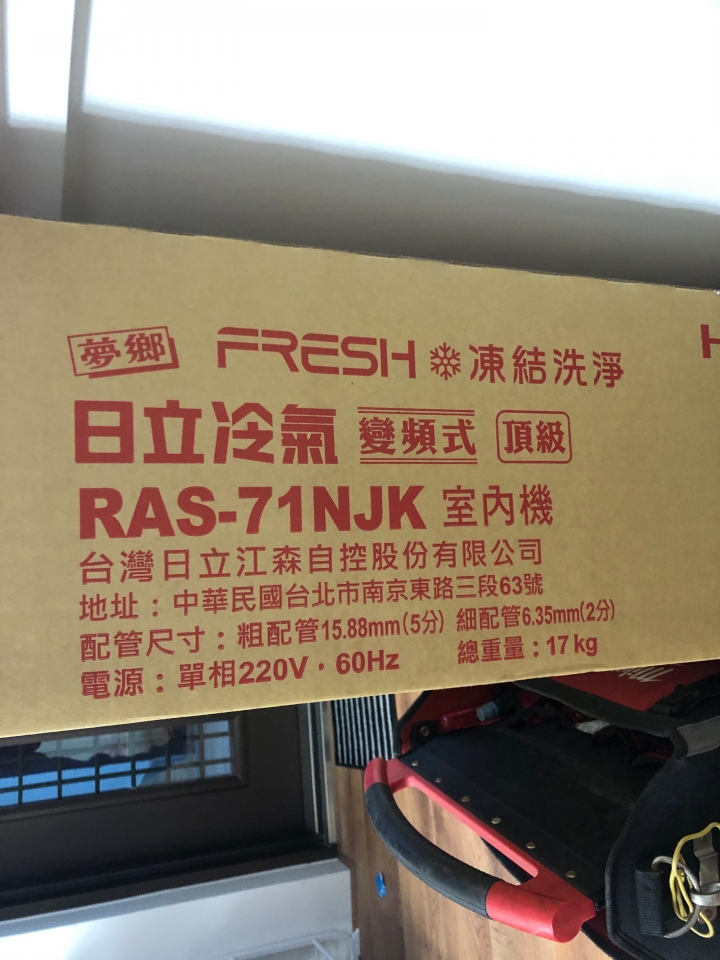 夢鄉 FRESH 凍結洗淨
日立冷氣 變頻式 頂級
RAS-71NJK 室內機
台灣日立江森自控股份有限公司
地址：中華民國台北市南京東路三段63號
配管尺寸：粗配管15.88mm(5分) 細配管6.35mm(2分)
電源：單相220V・60Hz 總重量：17kg